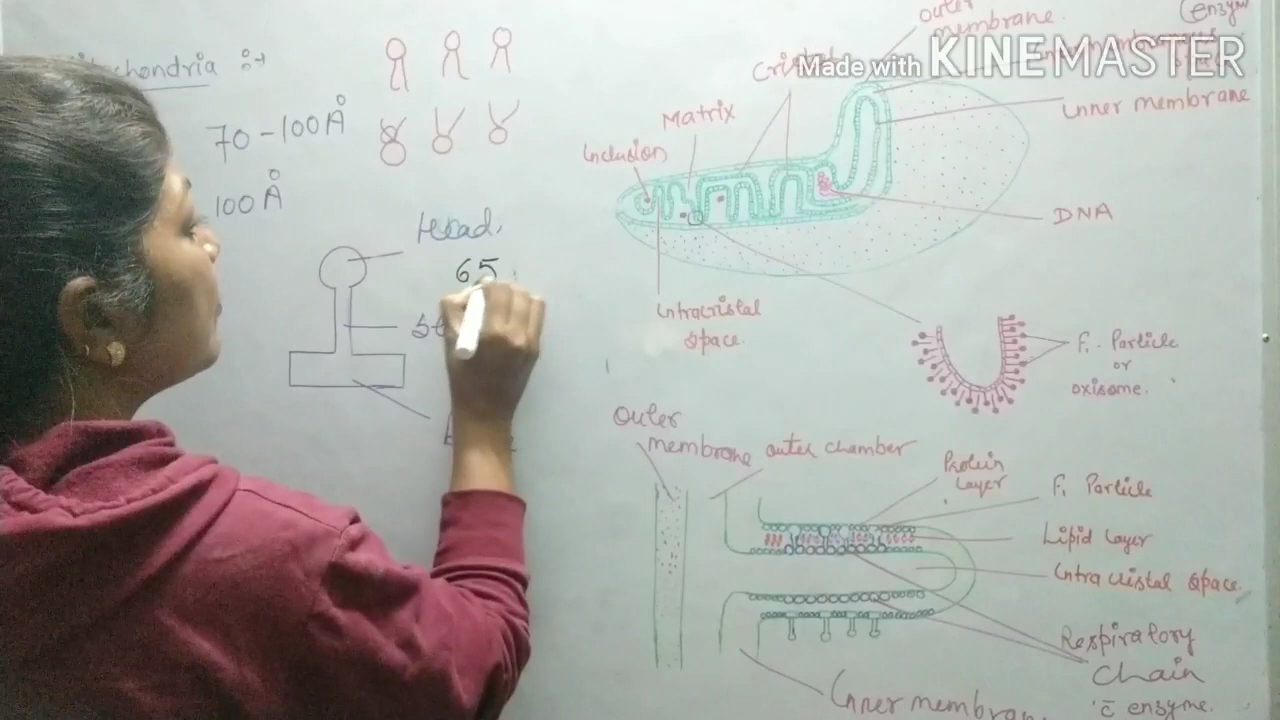 chondria :→
70 - 100 Å
100 Å
Head.
65
outer
membrane.
(enzym
Made with KINEMASTER
inner membrane
Matrix
inclusion
DNA
intracristal
space.
F₁ Particle
or
oxisome.
outer
membrane
outer chamber
Protein
Layer
F₁ Particle
Lipid Layer
intra cristal space.
Respiratory
Chain
c̄ enzyme.
inner membrane